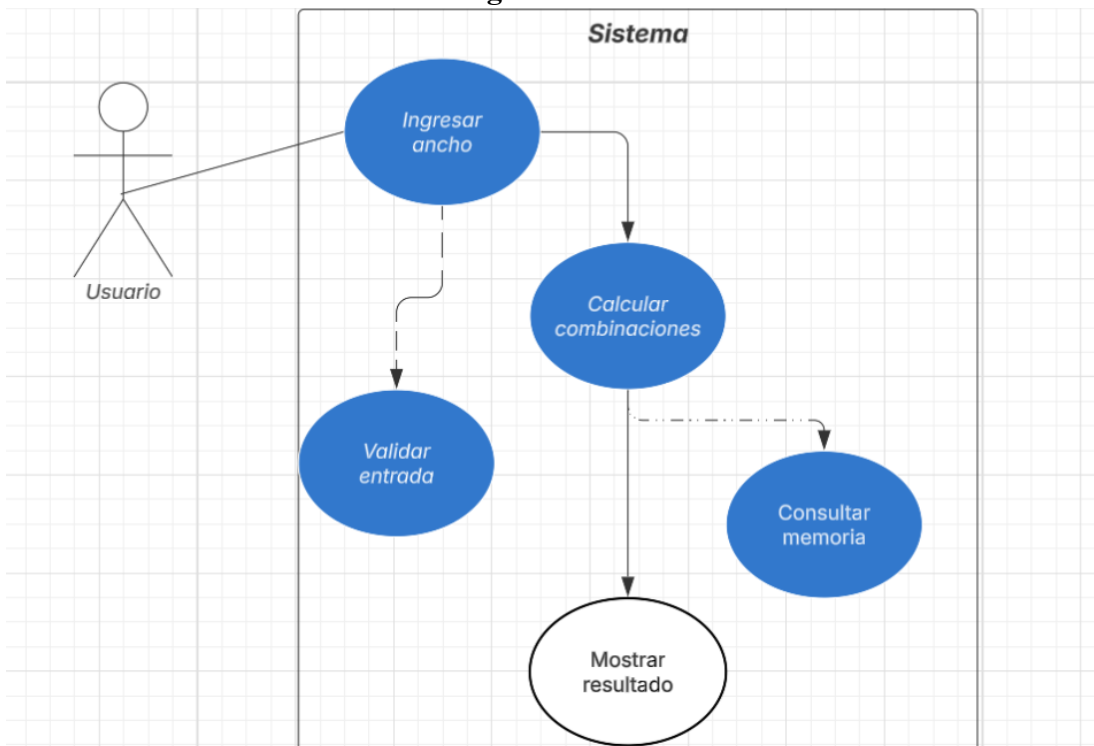 Sistema
Ingresar
ancho
Usuario
Calcular
combinaciones
Validar
entrada
Consultar
memoria
Mostrar
resultado